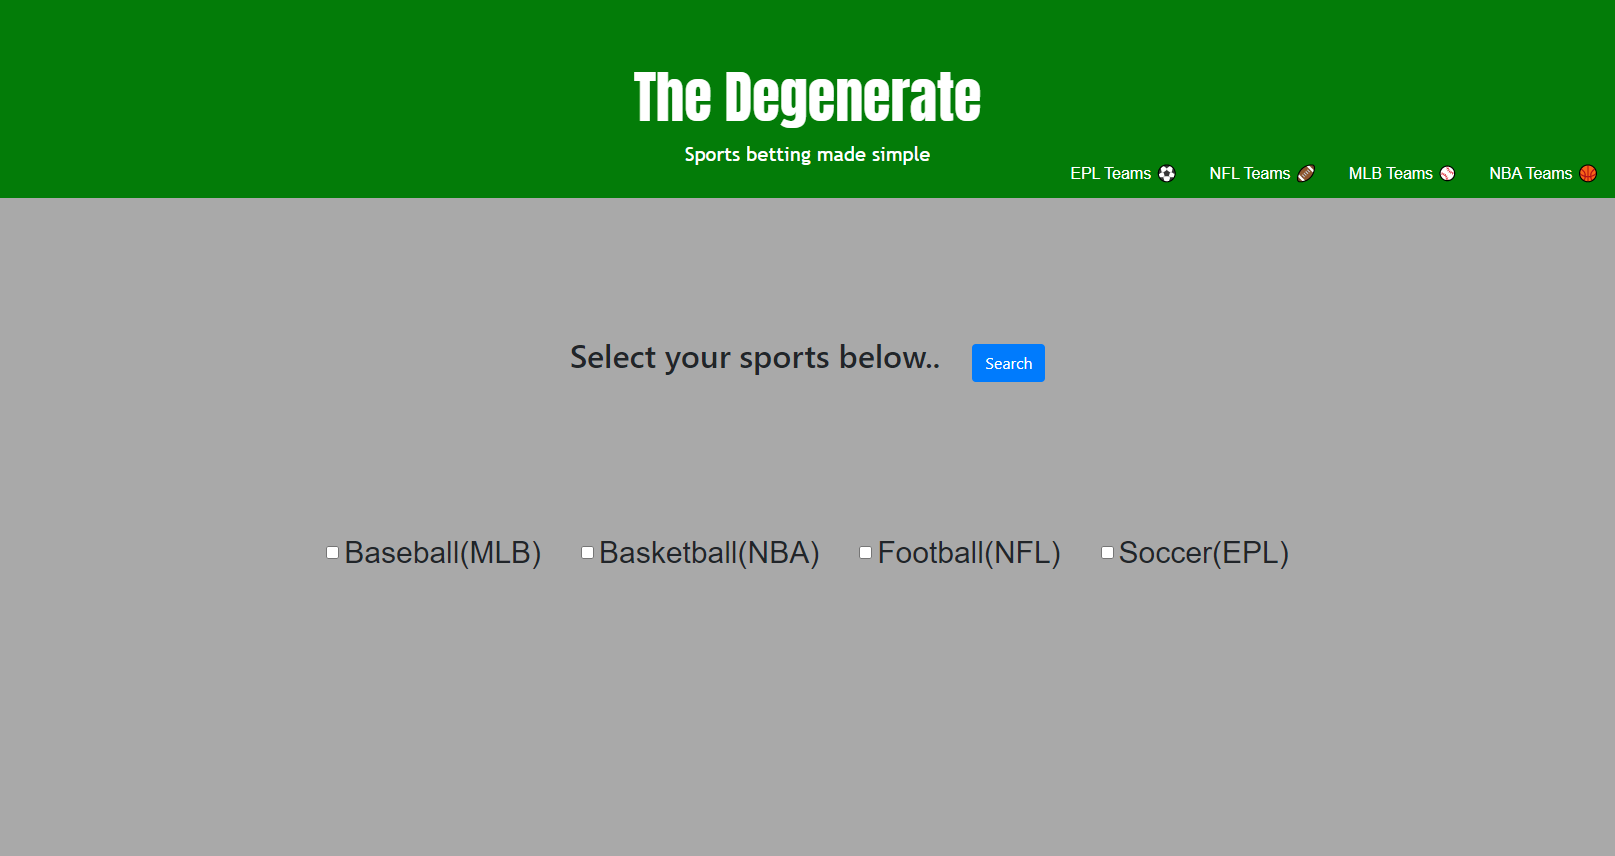 The Degenerate
Sports betting made simple
EPL Teams ⚽ NFL Teams 🏈 MLB Teams ⚾ NBA Teams 🏀
Select your sports below.. Search
Baseball(MLB) Basketball(NBA) Football(NFL) Soccer(EPL)